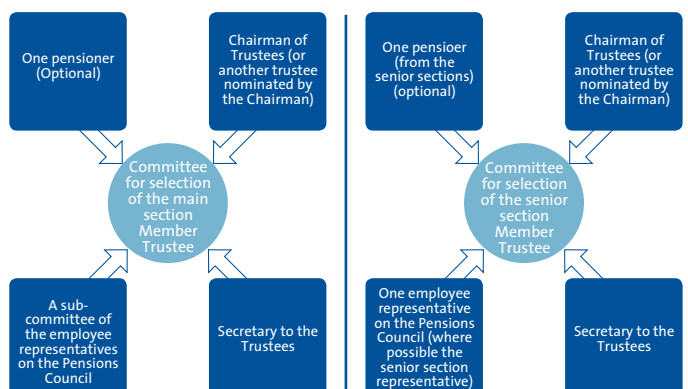 One pensioner
(Optional)
Chairman of
Trustees (or
another trustee
nominated by
the Chairman)
Committee
for selection
of the main
section
Member
Trustee
A sub-
committee of
the employee
representatives
on the Pensions
Council
Secretary to the
Trustees
One pensioer
(from the
senior sections)
(optional)
Chairman of
Trustees (or
another trustee
nominated by
the Chairman)
Committee
for selection
of the senior
section
Member
Trustee
One employee
representative
on the Pensions
Council (where
possible the
senior section
representative)
Secretary to the
Trustees